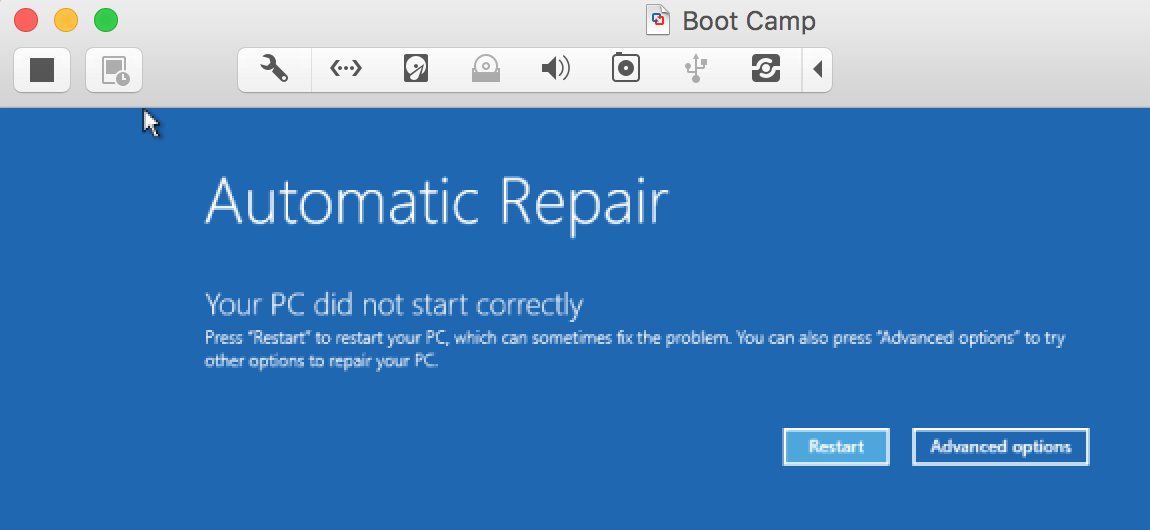 Boot Camp
Automatic Repair
Your PC did not start correctly
Press "Restart" to restart your PC, which can sometimes fix the problem. You can also press "Advanced options" to try
other options to repair your PC.
Restart
Advanced options